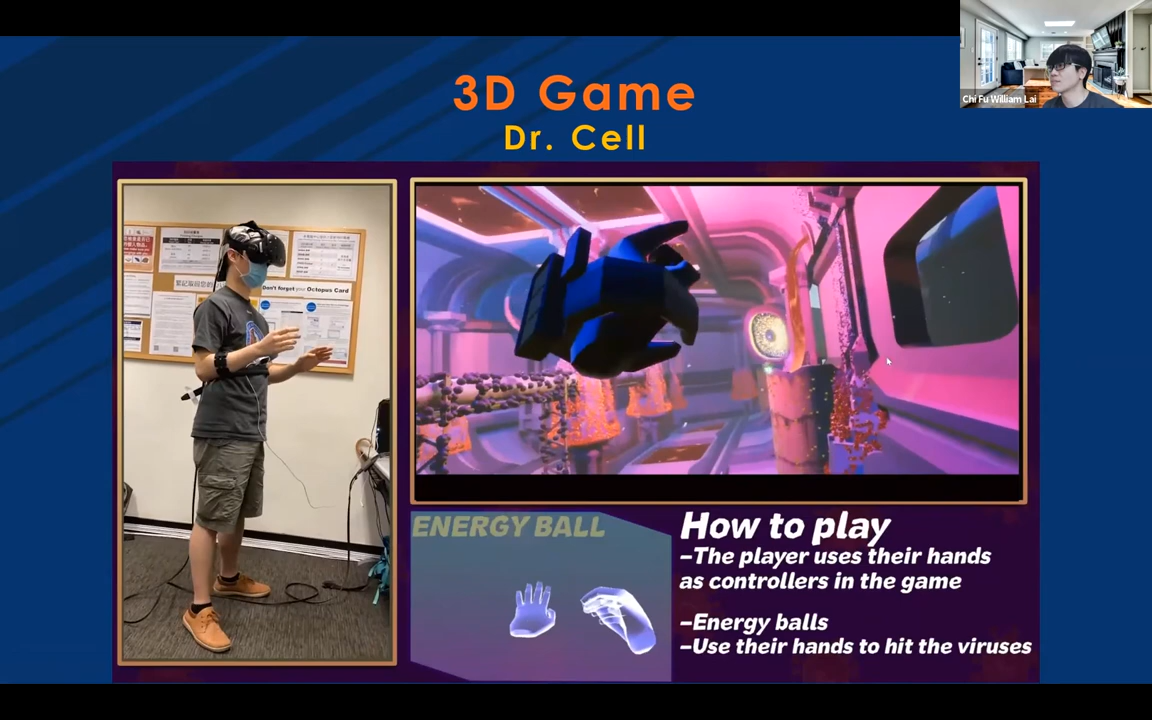 3D Game
Dr. Cell
Chi Fu William Lai
Don't forget your Octopus Card
ENERGY BALL
How to play
–The player uses their hands
as controllers in the game
–Energy balls
–Use their hands to hit the viruses